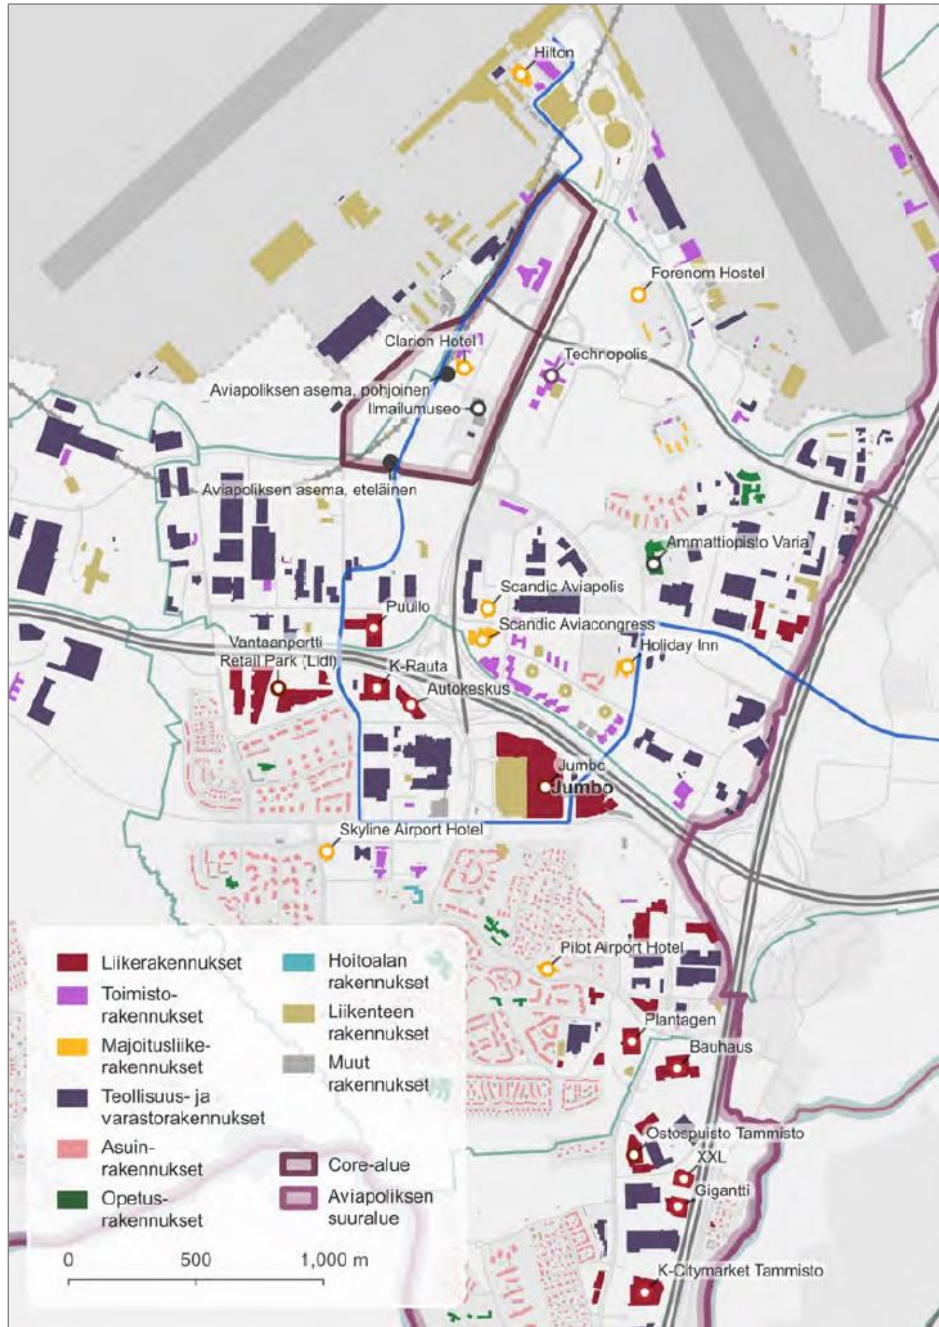 Hilton
Forenom Hostel
Clarion Hotel
Technopolis
Aviapoliksen asema, pohjoinen
Ilmailumuseo
Aviapoliksen asema, eteläinen
Ammattiopisto Varia
Scandic Aviapolis
Puuilo
Scandic Aviacongress
Vantaanportti
Retail Park (Lidl)
Holiday Inn
K-Rauta
Autokeskus
Jumbo
Jumbo
Skyline Airport Hotel
Pilot Airport Hotel
Plantagen
Bauhaus
Ostospuisto Tammisto
XXL
Gigantti
K-Citymarket Tammisto
Liikerakennukset
Toimisto-
rakennukset
Majoitusliike-
rakennukset
Teollisuus- ja
varastorakennukset
Asuin-
rakennukset
Opetus-
rakennukset
Hoitoalan
rakennukset
Liikenteen
rakennukset
Muut
rakennukset
Core-alue
Aviapoliksen
suuralue
0 500 1,000 m